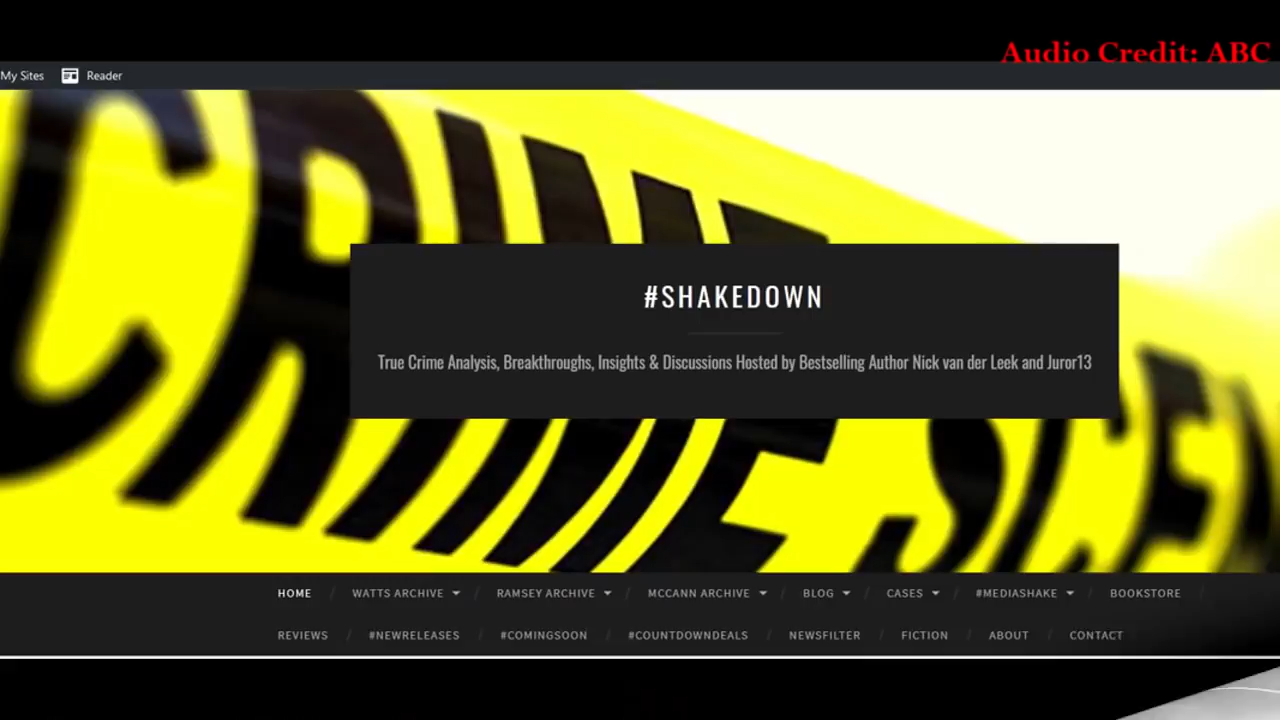 Audio Credit: ABC
My Sites Reader
CRIME SCEN
#SHAKEDOWN
True Crime Analysis, Breakthroughs, Insights & Discussions Hosted by Bestselling Author Nick van der Leek and Juror13
HOME / WATTS ARCHIVE / RAMSEY ARCHIVE / MCCANN ARCHIVE / BLOG / CASES / #MEDIASHAKE / BOOKSTORE /
REVIEWS / #NEWRELEASES / #COMINGSOON / #COUNTDOWNDEALS / NEWSFILTER / FICTION / ABOUT / CONTACT